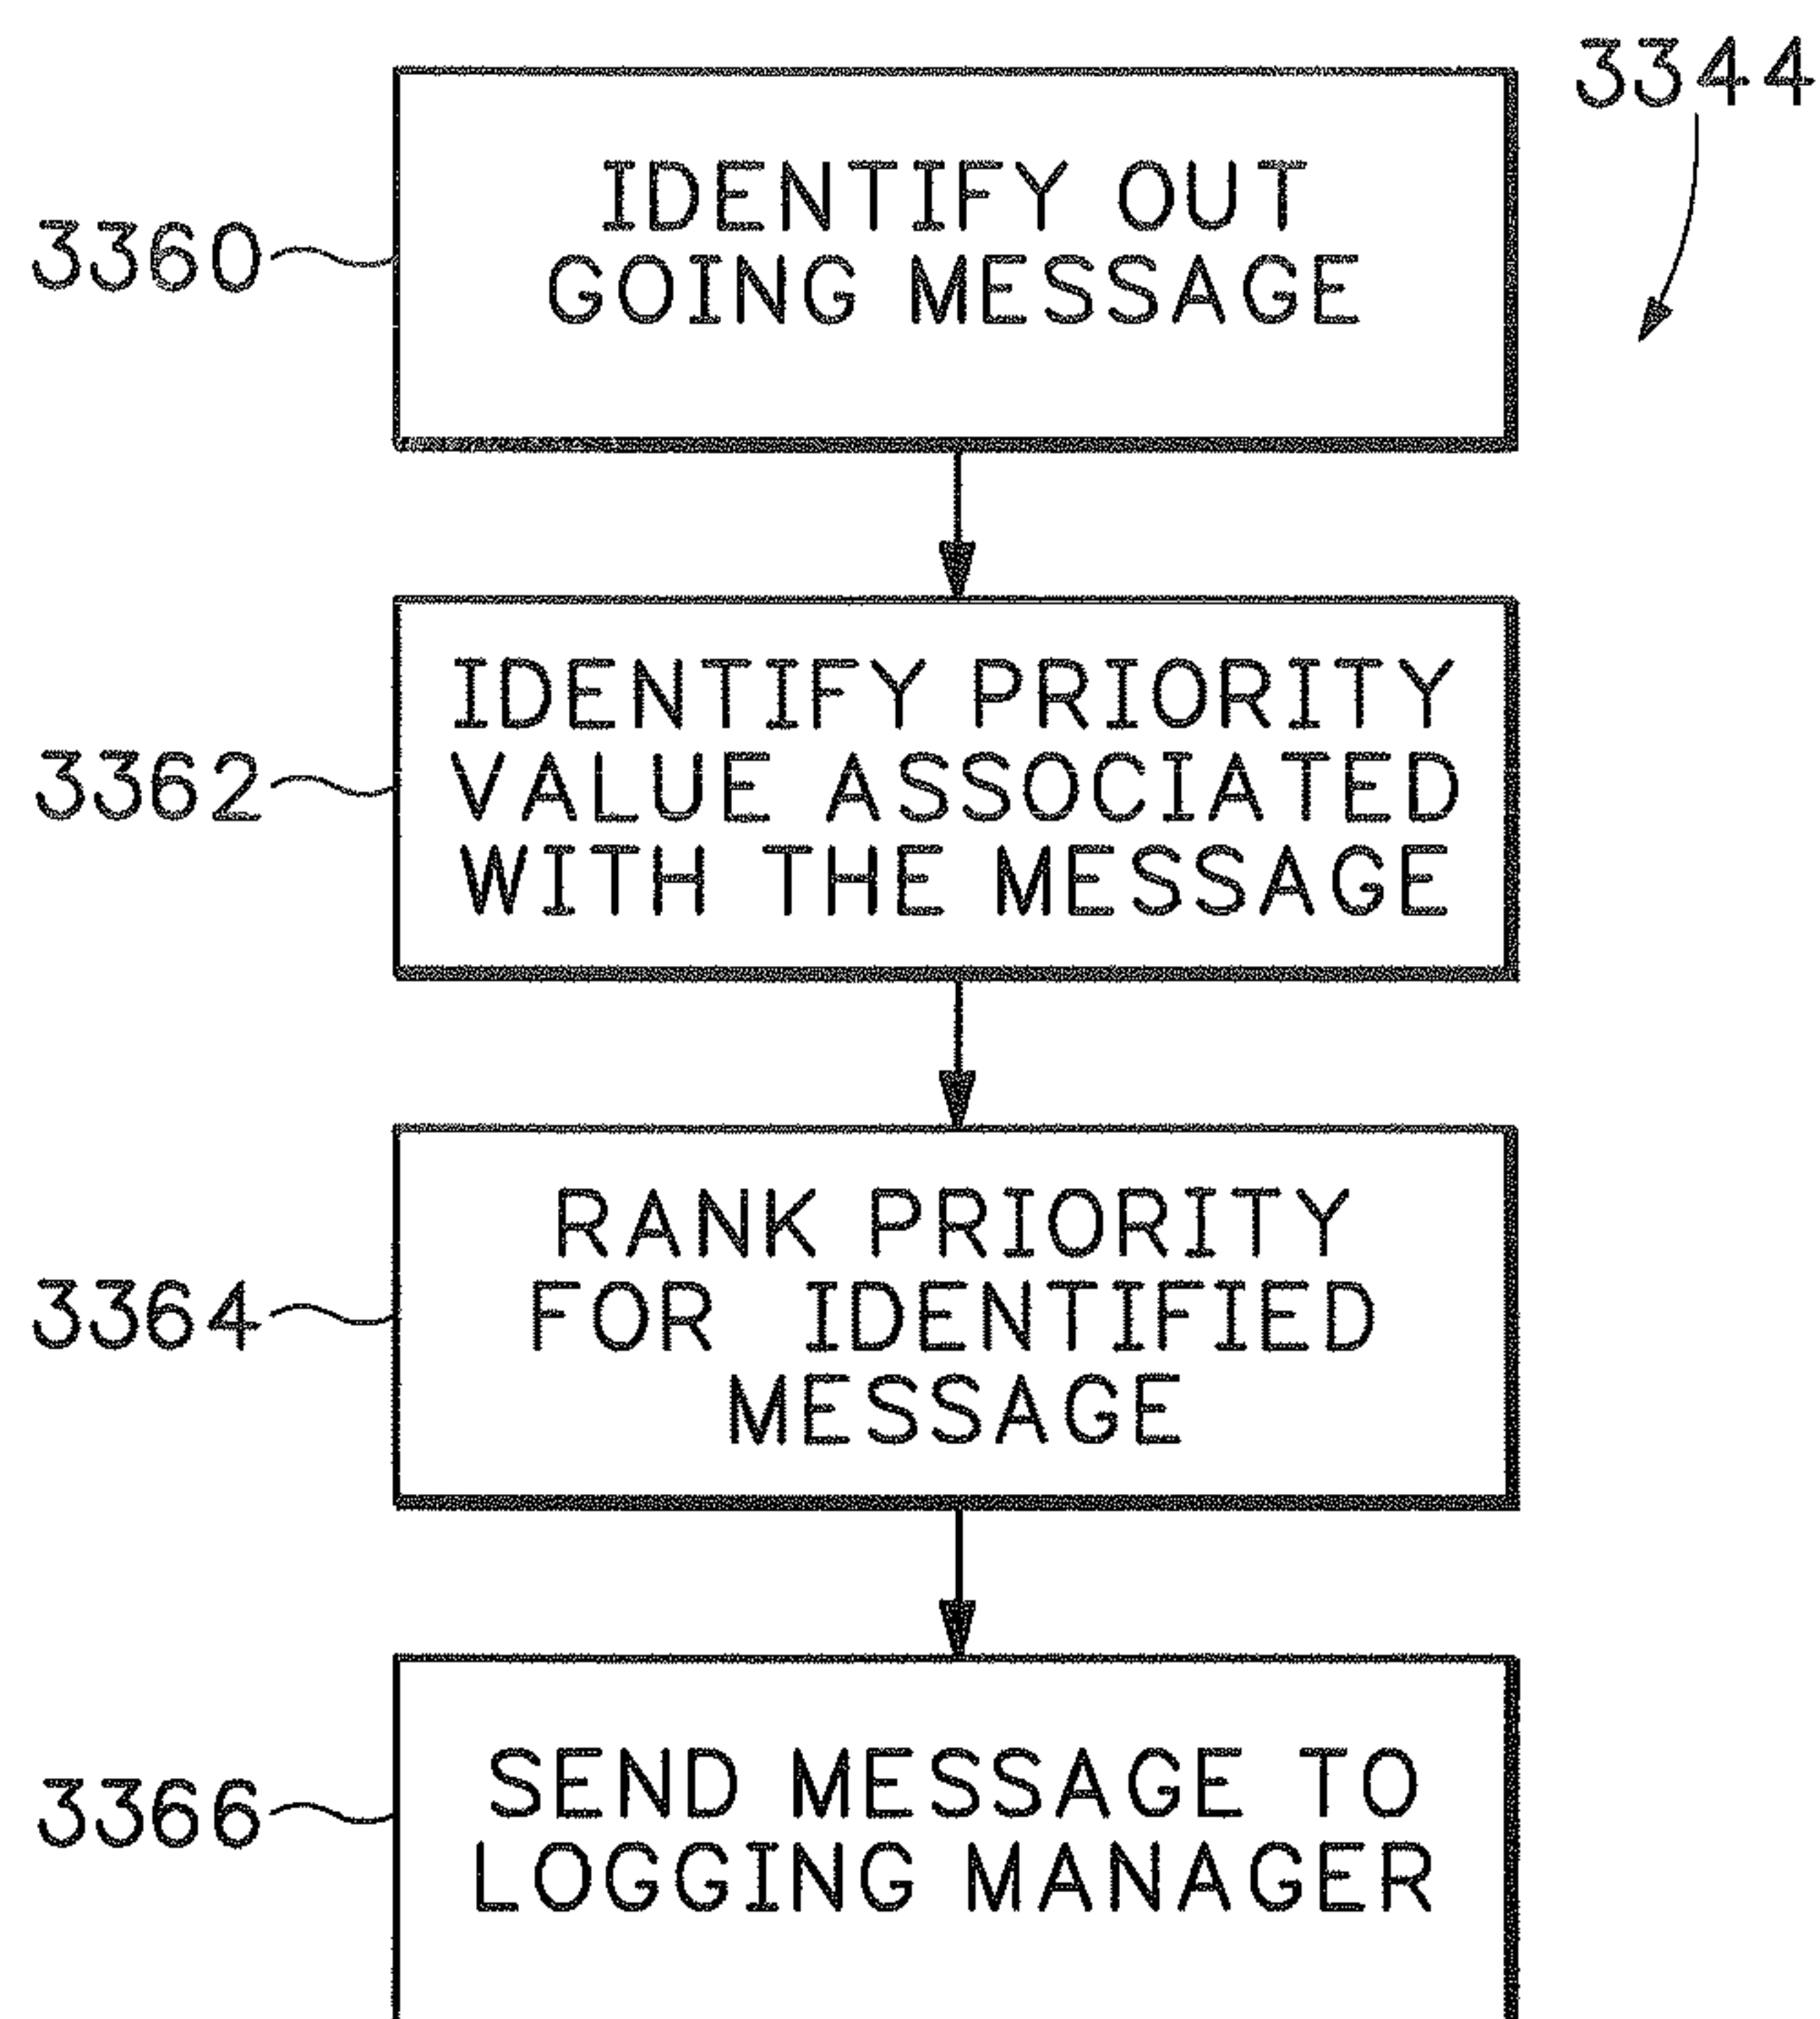 3344
IDENTIFY OUT
GOING MESSAGE
3360
IDENTIFY PRIORITY
VALUE ASSOCIATED
WITH THE MESSAGE
3362
RANK PRIORITY
FOR IDENTIFIED
MESSAGE
3364
SEND MESSAGE TO
LOGGING MANAGER
3366